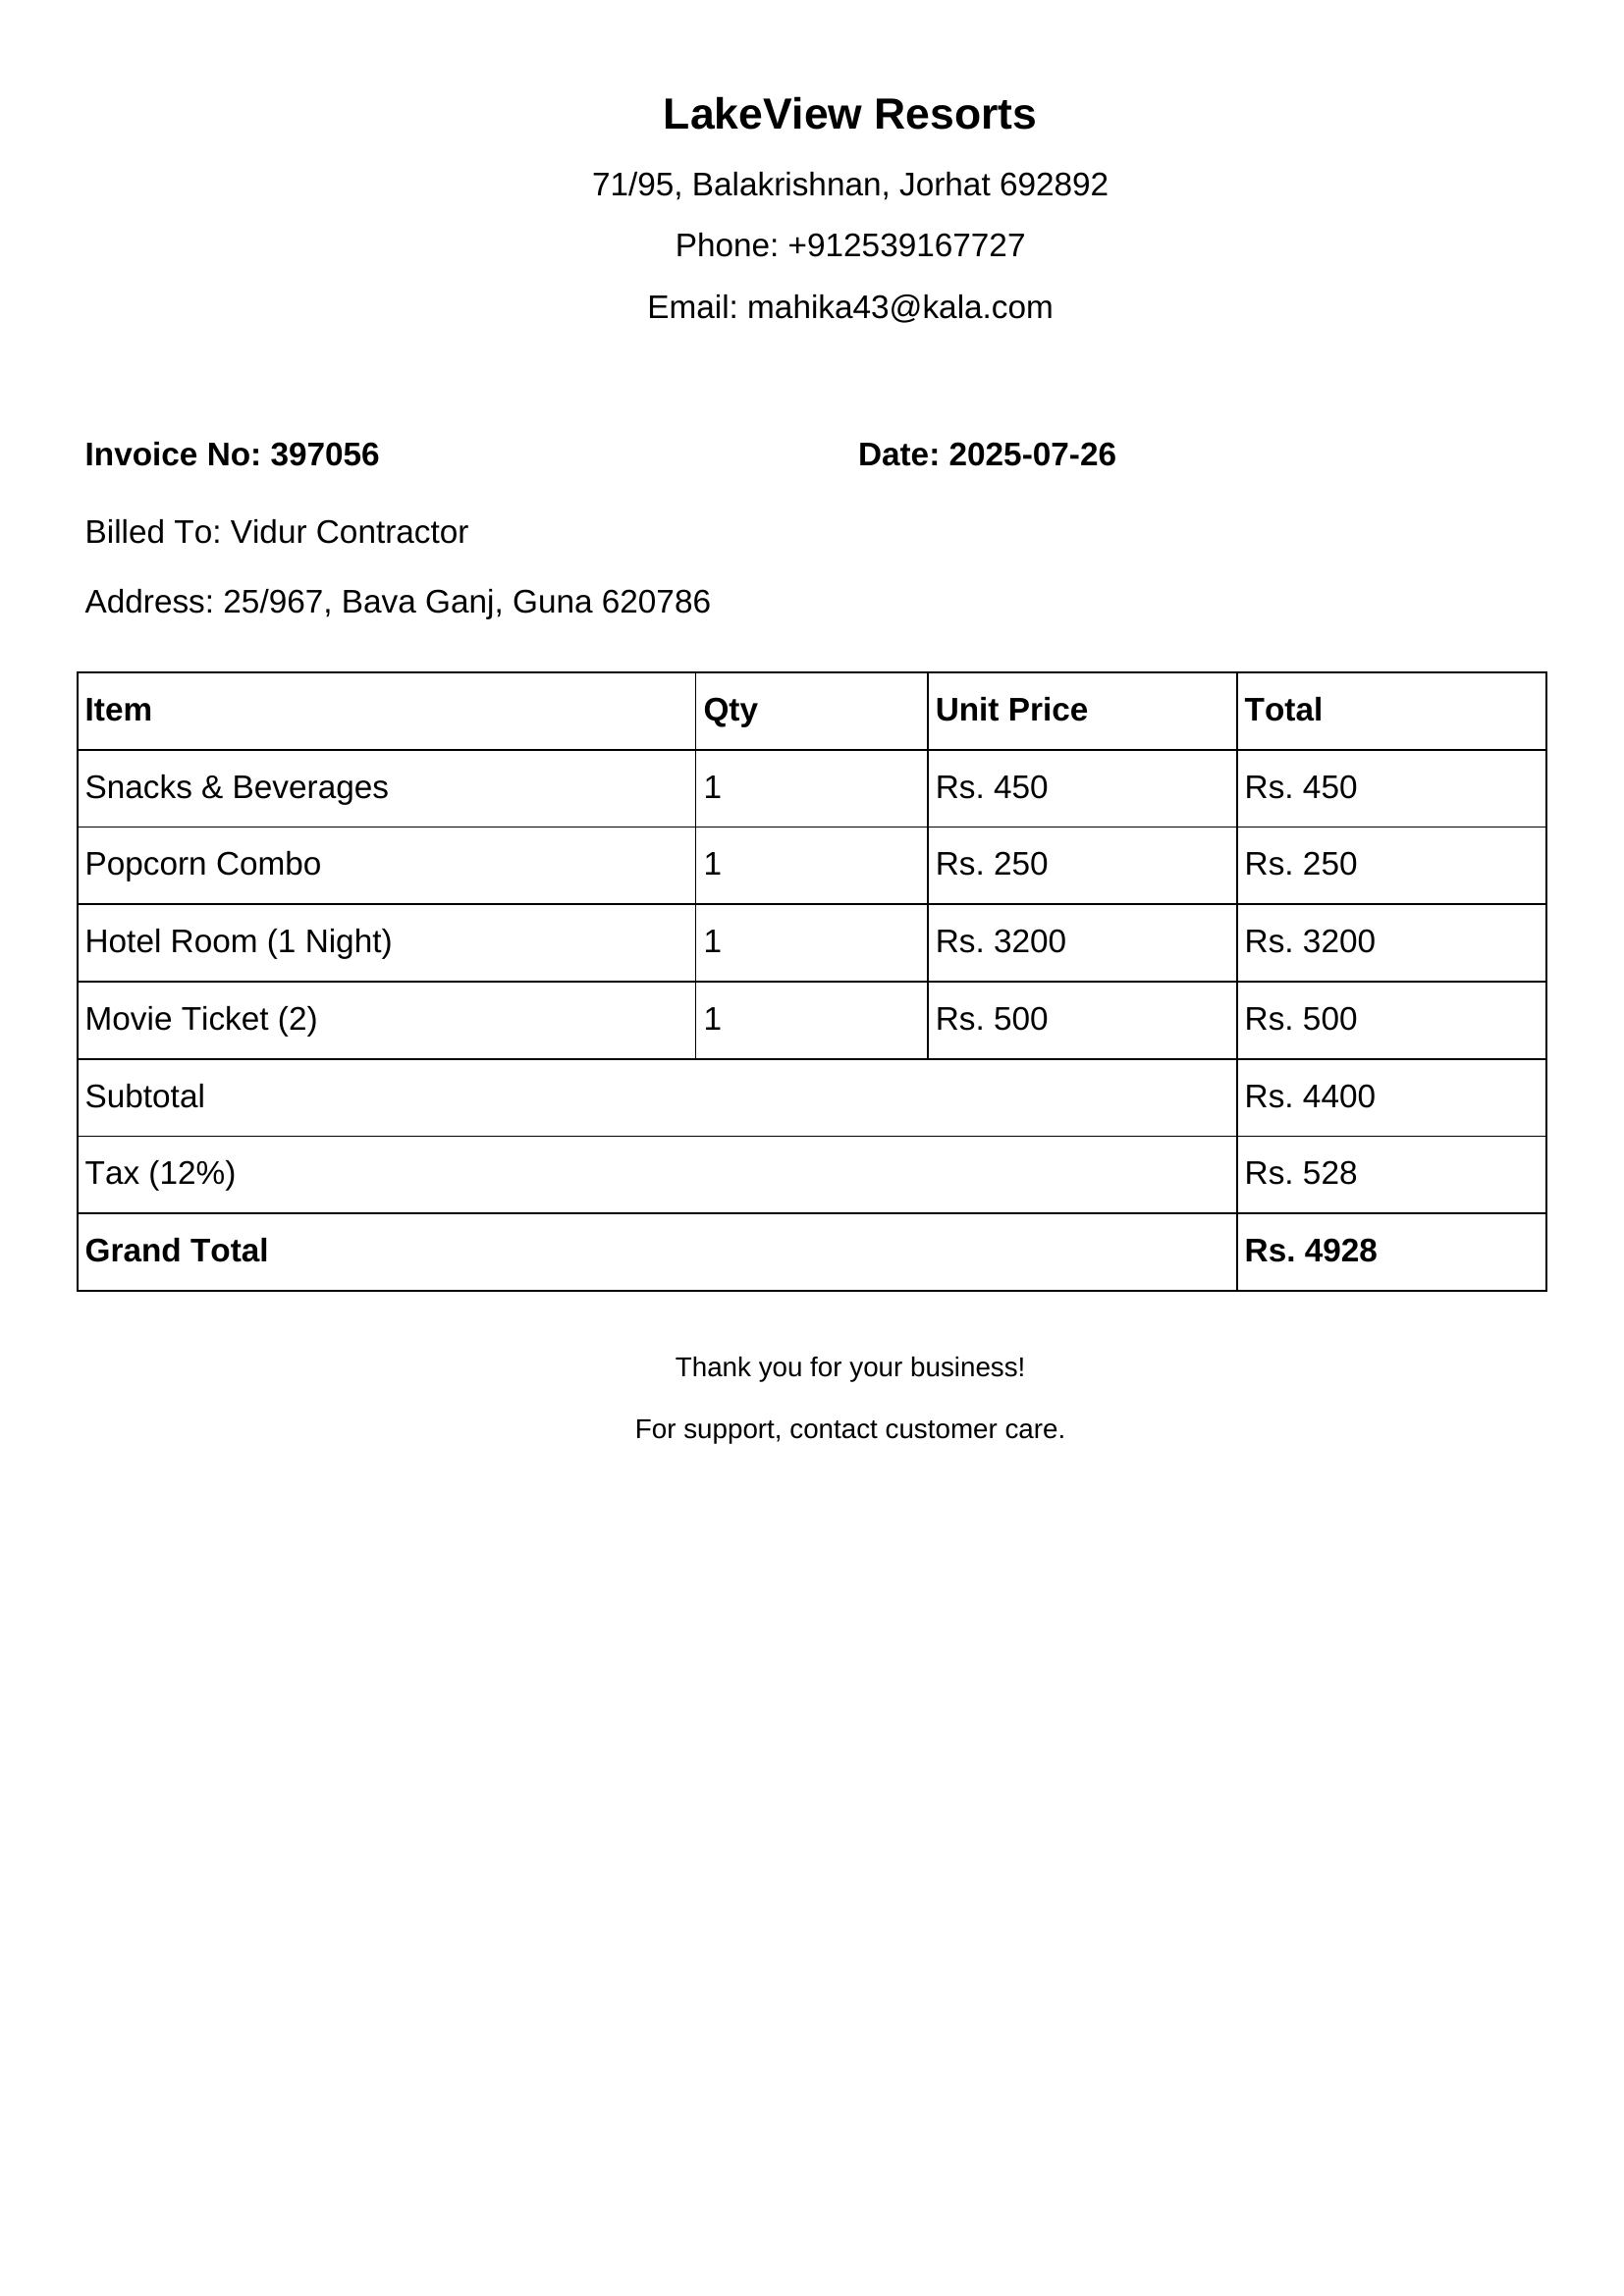 LakeView Resorts
71/95, Balakrishnan, Jorhat 692892
Phone: +912539167727
Email: mahika43@kala.com
Invoice No: 397056 Date: 2025-07-26
Billed To: Vidur Contractor
Address: 25/967, Bava Ganj, Guna 620786
Item Qty Unit Price Total
Snacks & Beverages 1 Rs. 450 Rs. 450
Popcorn Combo 1 Rs. 250 Rs. 250
Hotel Room (1 Night) 1 Rs. 3200 Rs. 3200
Movie Ticket (2) 1 Rs. 500 Rs. 500
Subtotal Rs. 4400
Tax (12%) Rs. 528
Grand Total Rs. 4928
Thank you for your business!
For support, contact customer care.